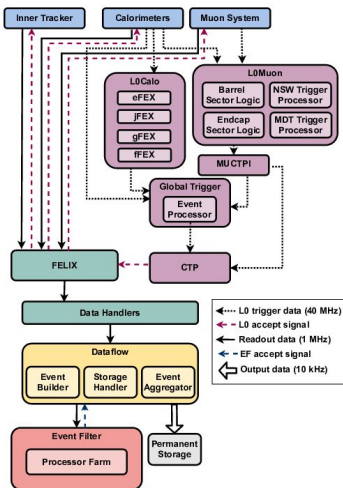 Inner Tracker
Calorimeters
Muon System
L0Calo
eFEX
jFEX
gFEX
fFEX
L0Muon
Barrel
Sector Logic
NSW Trigger
Processor
Endcap
Sector Logic
MDT Trigger
Processor
MUCTPI
Global Trigger
Event
Processor
FELIX
CTP
Data Handlers
Dataflow
Event
Builder
Storage
Handler
Event
Aggregator
Event Filter
Processor Farm
Permanent
Storage
L0 trigger data (40 MHz)
L0 accept signal
Readout data (1 MHz)
EF accept signal
Output data (10 kHz)